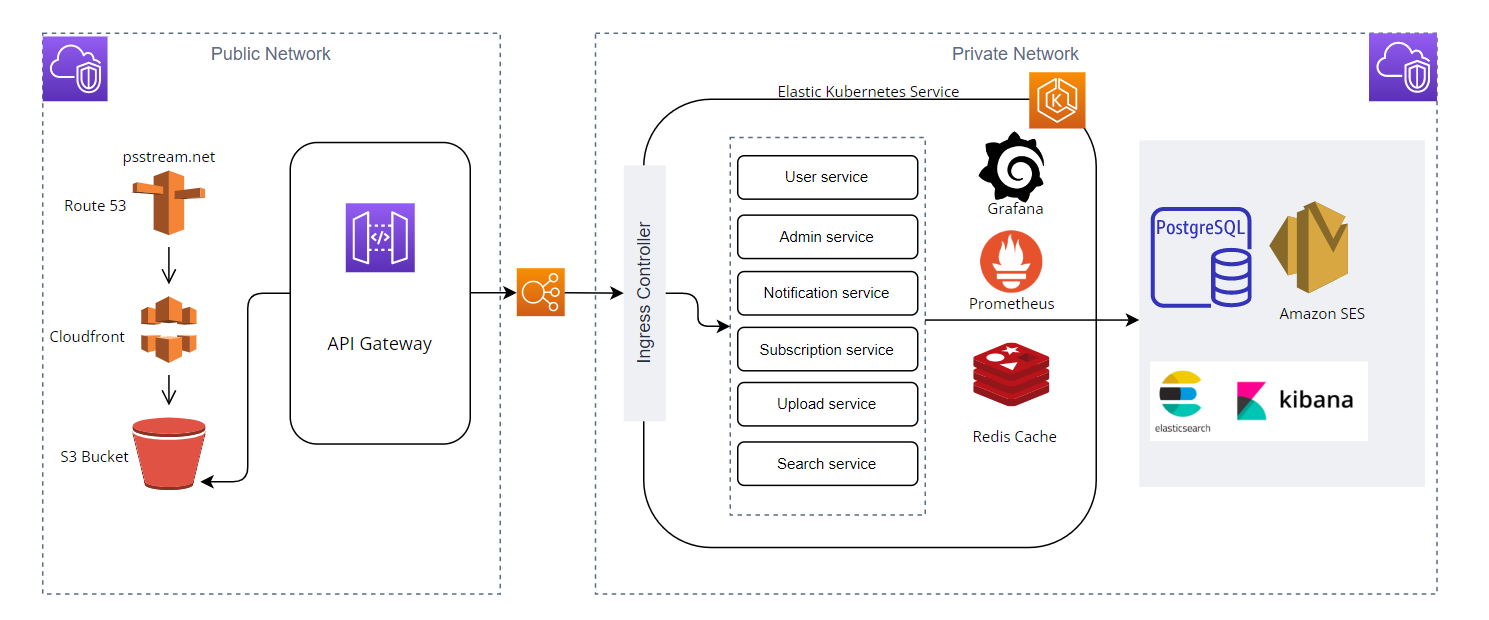 Public Network
psstream.net
Route 53
Cloudfront
S3 Bucket
</>
API Gateway
Private Network
Elastic Kubernetes Service
K
Ingress Controller
User service
Admin service
Notification service
Subscription service
Upload service
Search service
Grafana
Prometheus
Redis Cache
PostgreSQL
Amazon SES
elasticsearch
kibana